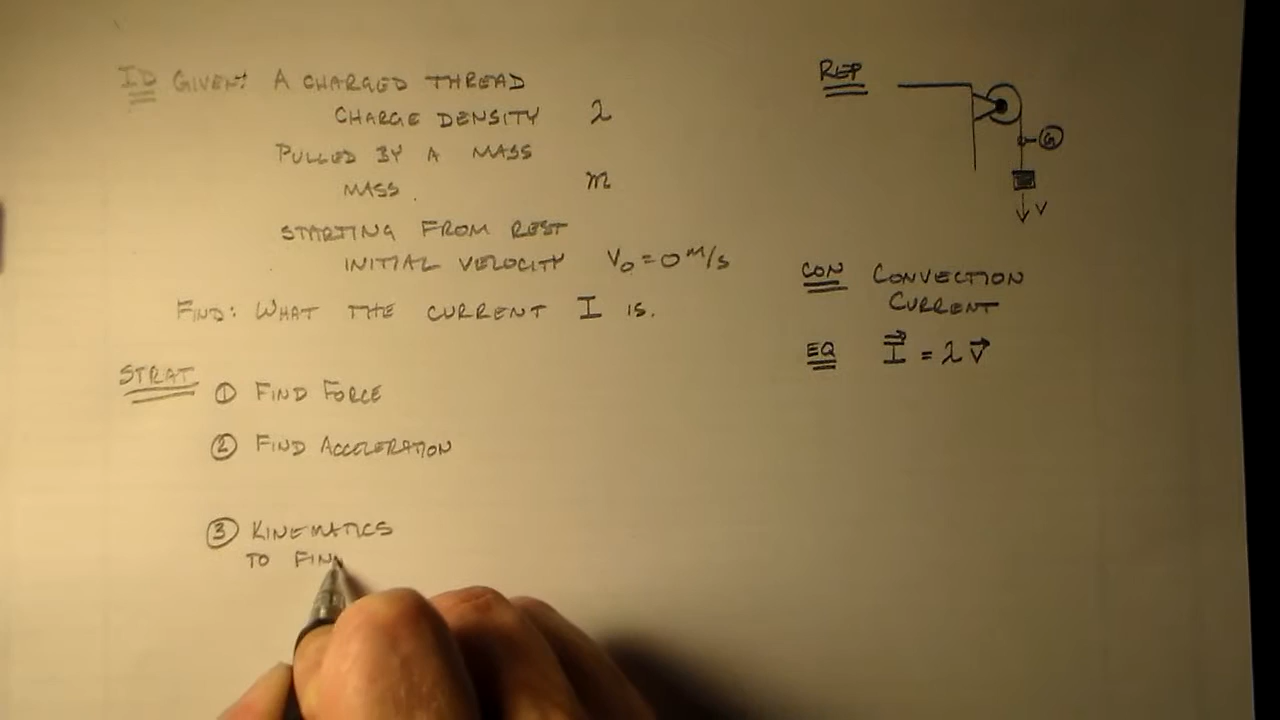 ID GIVEN: A CHARGED THREAD
CHARGE DENSITY λ
PULLED BY A MASS
MASS m
STARTING FROM REST
INITIAL VELOCITY V₀ = 0 m/s
FIND: WHAT THE CURRENT I IS.
STRAT ① FIND FORCE
② FIND ACCELERATION
③ KINEMATICS
TO FIN
REP
G
V
CON CONVECTION
CURRENT
EQ I⃗ = λ v⃗